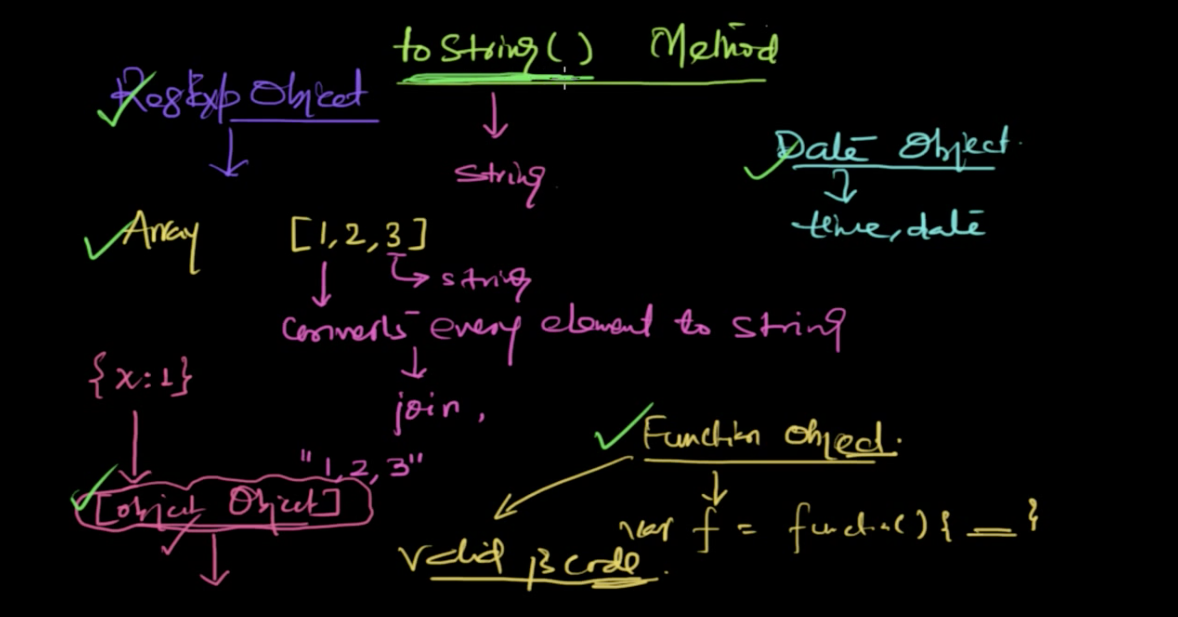 toString() Method
RegExp Object
string
Date Object.
time, date
Array [1,2,3]
string
converts every element to string
{x:1}
join ,
"1, 2, 3"
Function object.
[object Object]
var f = function() { __ }
Valid JS code.